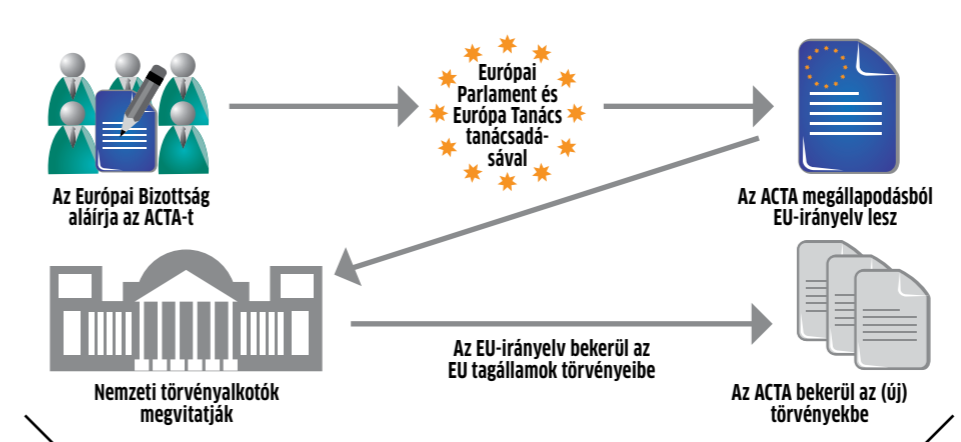 Európai
Parlament és
Európa Tanács
tanácsadá-
sával
Az Európai Bizottság
aláírja az ACTA-t
Az ACTA megállapodásból
EU-irányelv lesz
Az EU-irányelv bekerül az
EU tagállamok törvényeibe
Nemzeti törvényalkotók
megvitatják
Az ACTA bekerül az (új)
törvényekbe